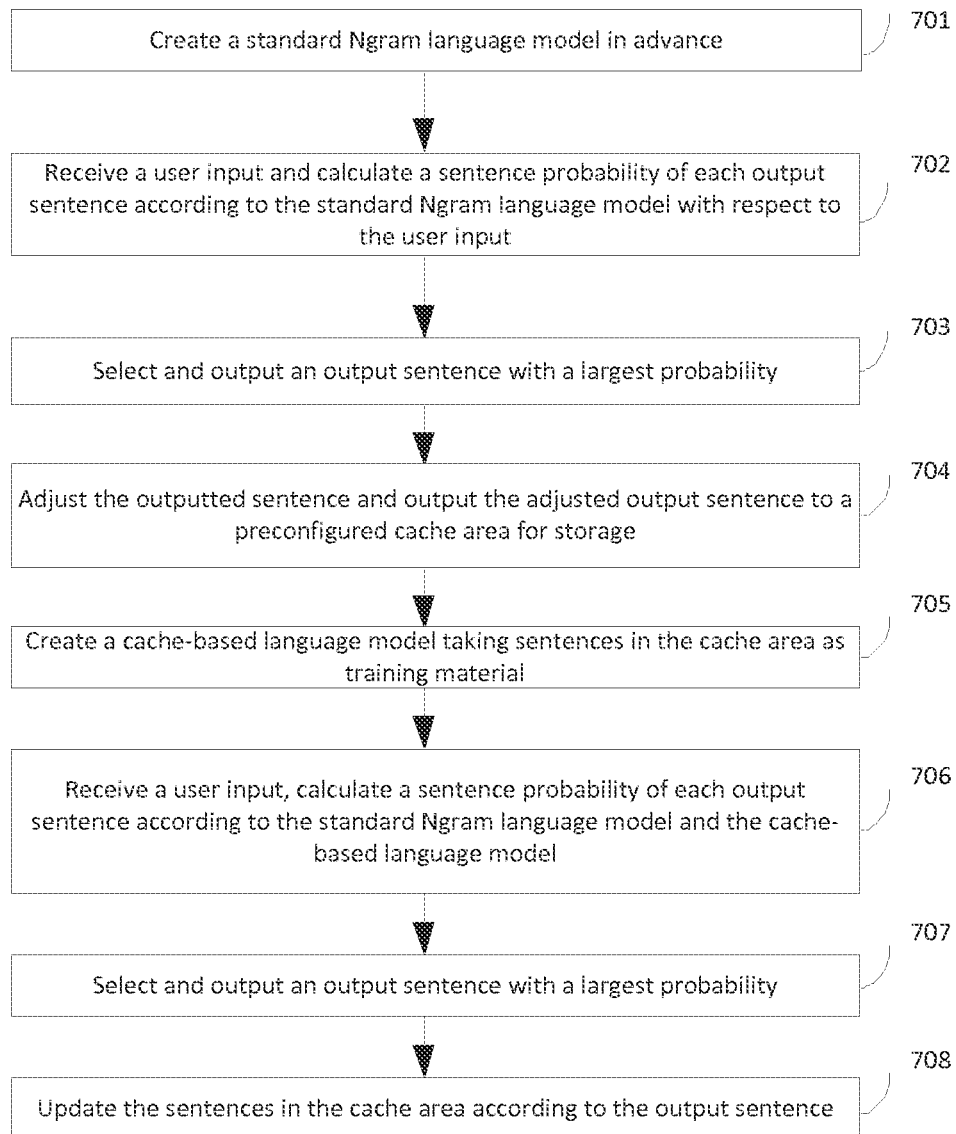 701
Create a standard Ngram language model in advance
702
Receive a user input and calculate a sentence probability of each output
sentence according to the standard Ngram language model with respect to
the user input
703
Select and output an output sentence with a largest probability
704
Adjust the outputted sentence and output the adjusted output sentence to a
preconfigured cache area for storage
705
Create a cache-based language model taking sentences in the cache area as
training material
706
Receive a user input, calculate a sentence probability of each output
sentence according to the standard Ngram language model and the cache-
based language model
707
Select and output an output sentence with a largest probability
708
Update the sentences in the cache area according to the output sentence